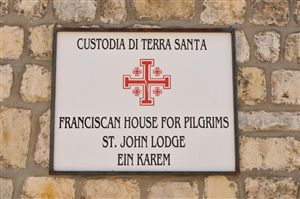 CUSTODIA DI TERRA SANTA
FRANCISCAN HOUSE FOR PILGRIMS
ST. JOHN LODGE
EIN KAREM